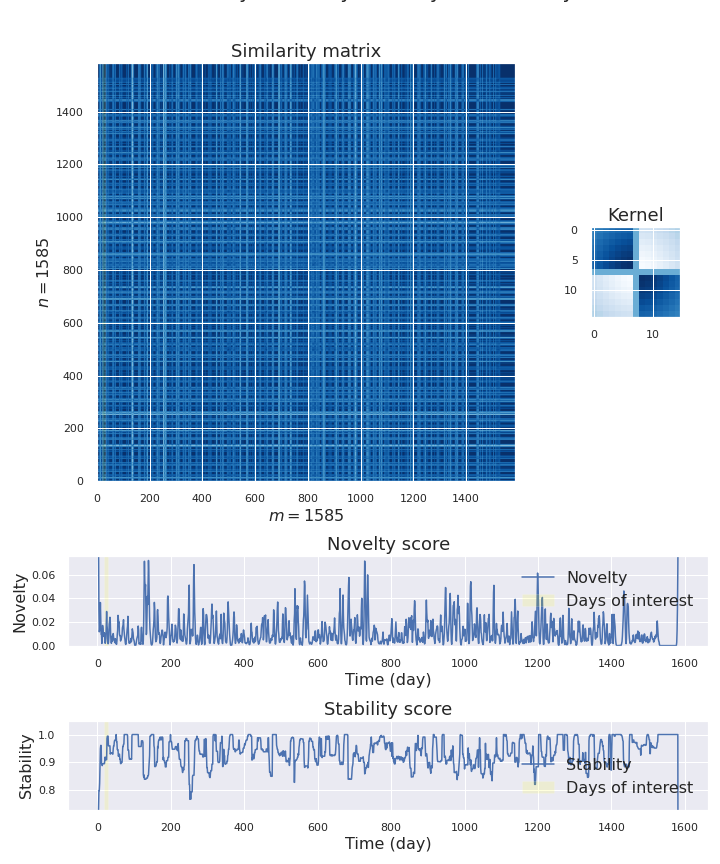 Similarity matrix
1400
1200
1000
800
600
400
200
0
n = 1585
0 200 400 600 800 1000 1200 1400
m = 1585
Kernel
0
5
10
0 10
Novelty score
Novelty
0.06
0.04
0.02
0.00
Novelty
Days of interest
0 200 400 600 800 1000 1200 1400 1600
Time (day)
Stability score
Stability
1.0
0.9
0.8
Stability
Days of interest
0 200 400 600 800 1000 1200 1400 1600
Time (day)